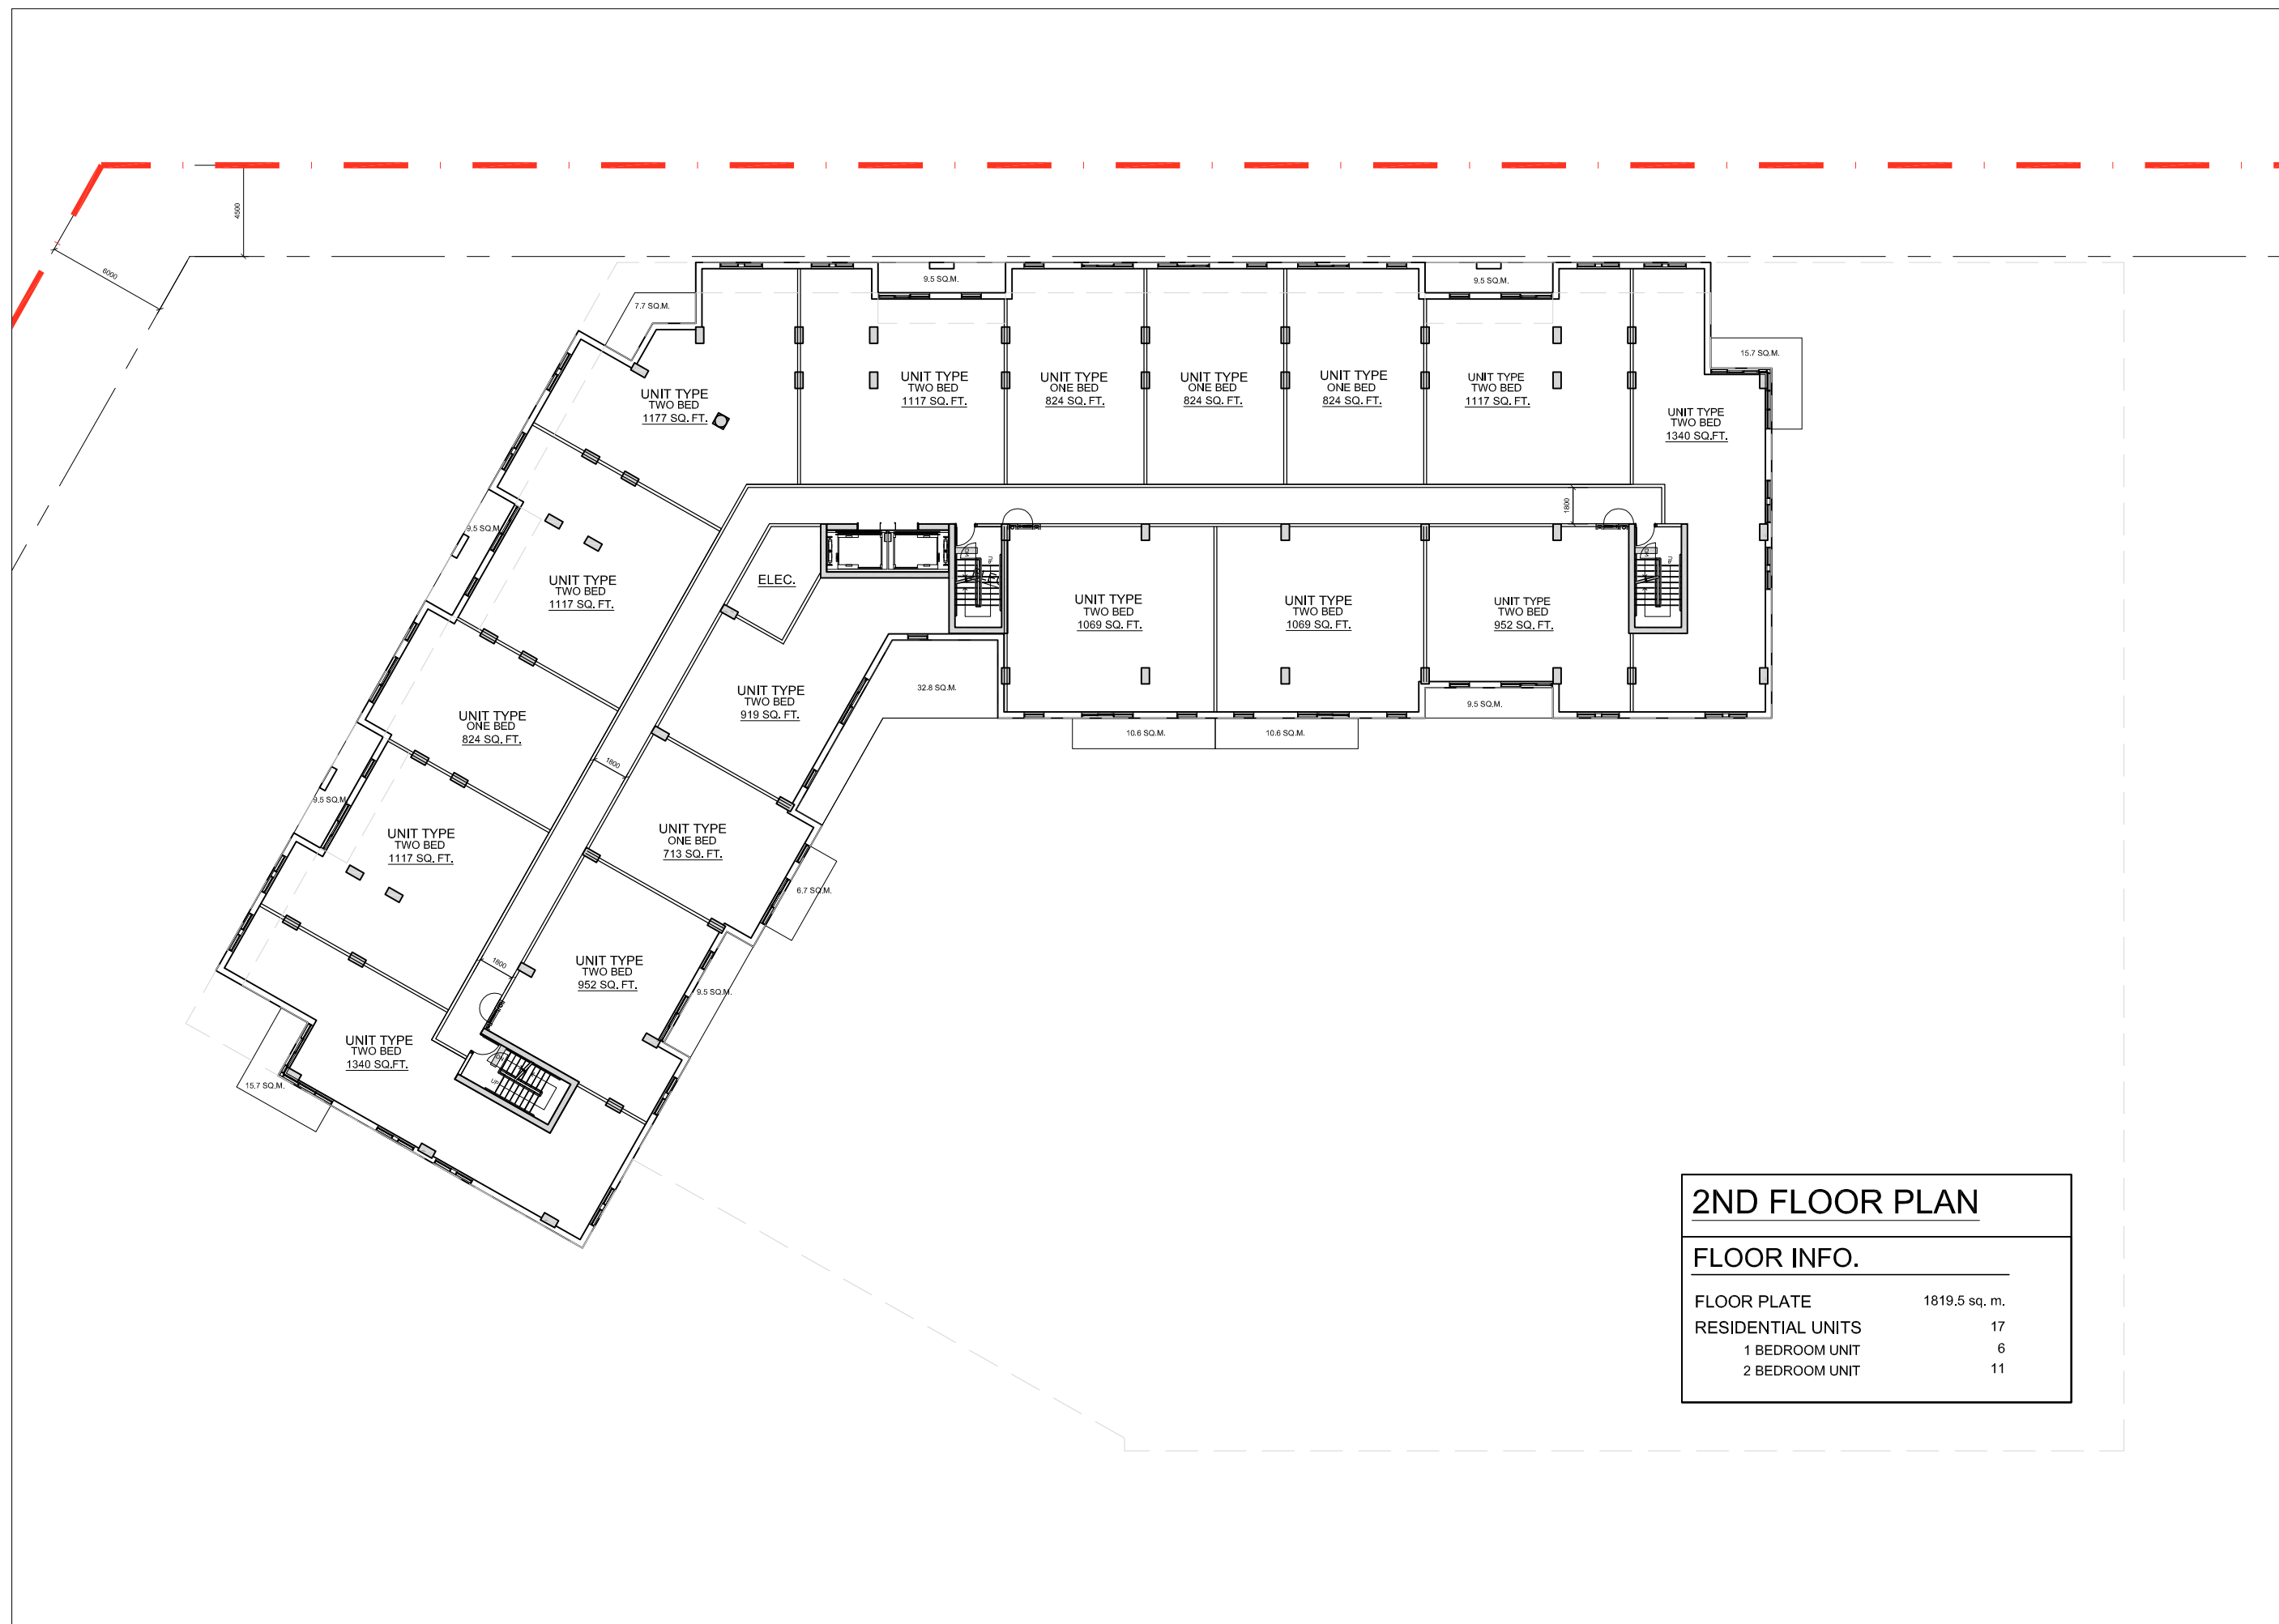 4500
6000
9.5 SQ.M.
9.5 SQ.M.
7.7 SQ.M.
15.7 SQ.M.
UNIT TYPE
TWO BED
1177 SQ. FT.
UNIT TYPE
TWO BED
1117 SQ. FT.
UNIT TYPE
ONE BED
824 SQ. FT.
UNIT TYPE
ONE BED
824 SQ. FT.
UNIT TYPE
ONE BED
824 SQ. FT.
UNIT TYPE
TWO BED
1117 SQ. FT.
UNIT TYPE
TWO BED
1340 SQ.FT.
1800
9.5 SQ.M.
UNIT TYPE
TWO BED
1117 SQ. FT.
ELEC.
UP
UP
UNIT TYPE
TWO BED
1069 SQ. FT.
UNIT TYPE
TWO BED
1069 SQ. FT.
UNIT TYPE
TWO BED
952 SQ. FT.
UNIT TYPE
TWO BED
919 SQ. FT.
32.8 SQ.M.
9.5 SQ.M.
10.6 SQ.M.
10.6 SQ.M.
UNIT TYPE
ONE BED
824 SQ. FT.
1800
9.5 SQ.M.
UNIT TYPE
TWO BED
1117 SQ. FT.
UNIT TYPE
ONE BED
713 SQ. FT.
6.7 SQ.M.
1800
UNIT TYPE
TWO BED
952 SQ. FT.
9.5 SQ.M.
UNIT TYPE
TWO BED
1340 SQ.FT.
15.7 SQ.M.
UP
2ND FLOOR PLAN
FLOOR INFO.
FLOOR PLATE 1819.5 sq. m.
RESIDENTIAL UNITS 17
1 BEDROOM UNIT 6
2 BEDROOM UNIT 11